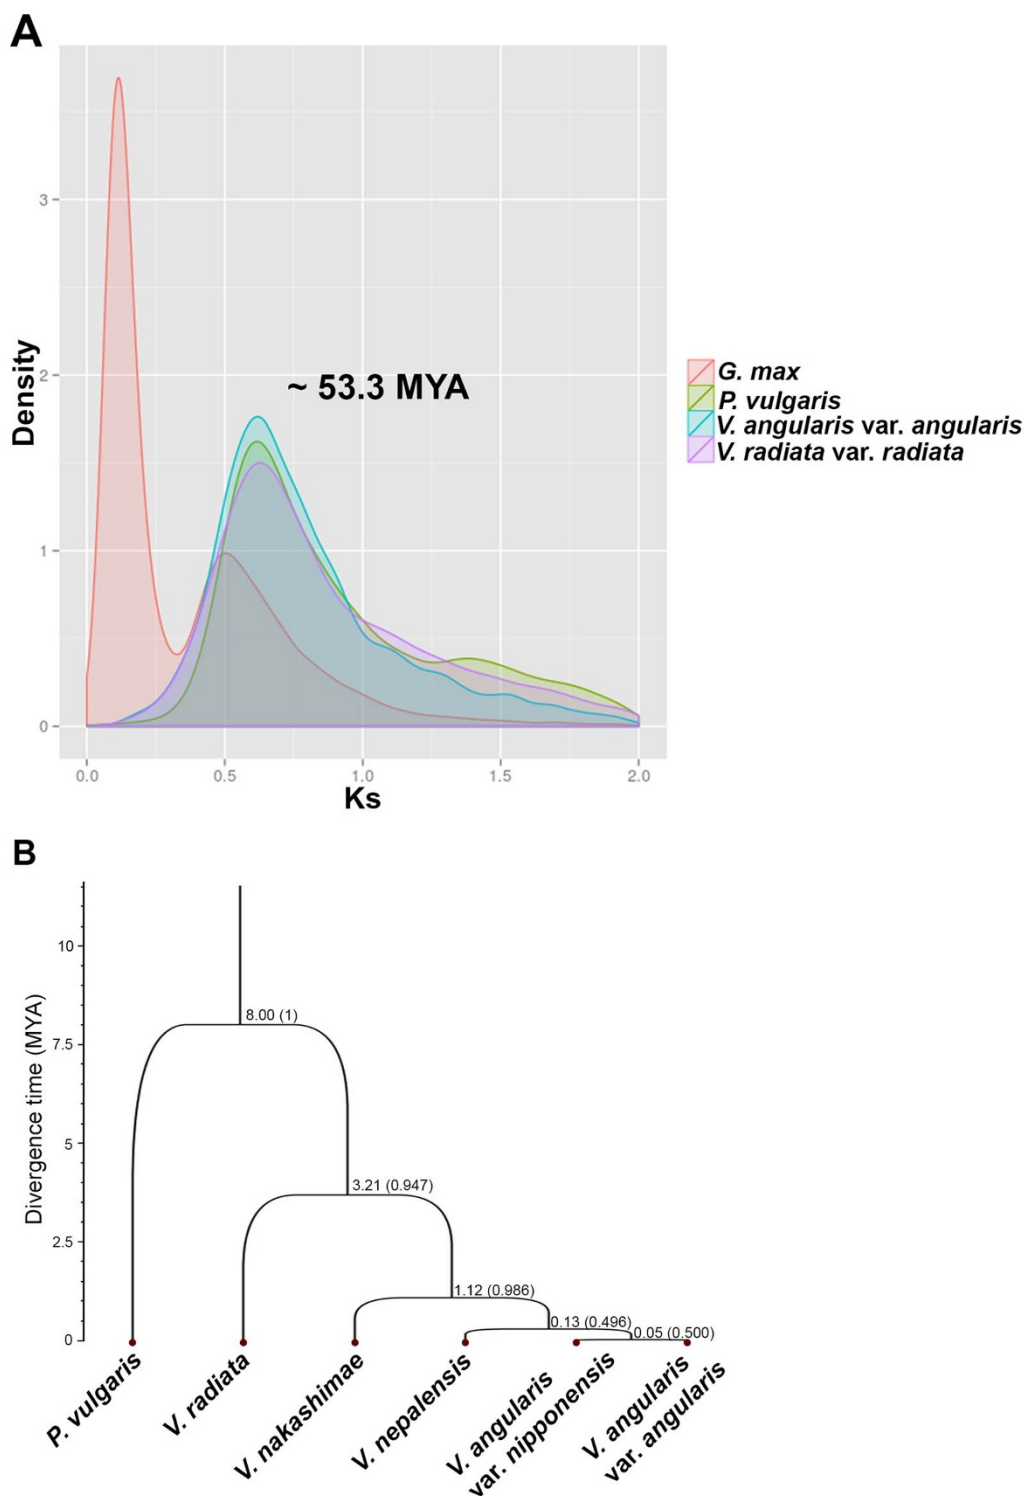 A
Density
3
2
1
0
~ 53.3 MYA
0.0 0.5 1.0 1.5 2.0
Ks
G. max
P. vulgaris
V. angularis var. angularis
V. radiata var. radiata
B
Divergence time (MYA)
10
7.5
5
2.5
0
8.00 (1)
3.21 (0.947)
1.12 (0.986)
0.13 (0.496)
0.05 (0.500)
P. vulgaris
V. radiata
V. nakashimae
V. nepalensis
V. angularis
var. nipponensis
V. angularis
var. angularis